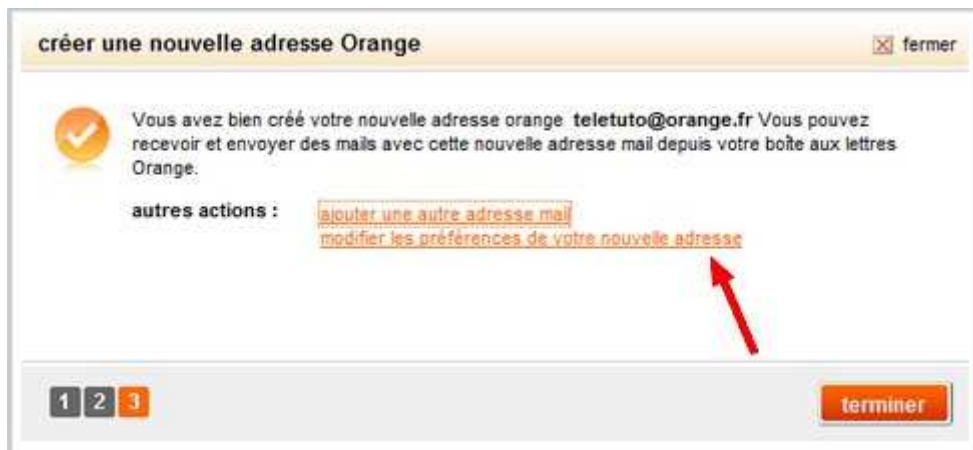 créer une nouvelle adresse Orange
fermer
Vous avez bien créé votre nouvelle adresse orange teletuto@orange.fr Vous pouvez
recevoir et envoyer des mails avec cette nouvelle adresse mail depuis votre boîte aux lettres
Orange.
autres actions :
ajouter une autre adresse mail
modifier les préférences de votre nouvelle adresse
1 2 3
terminer